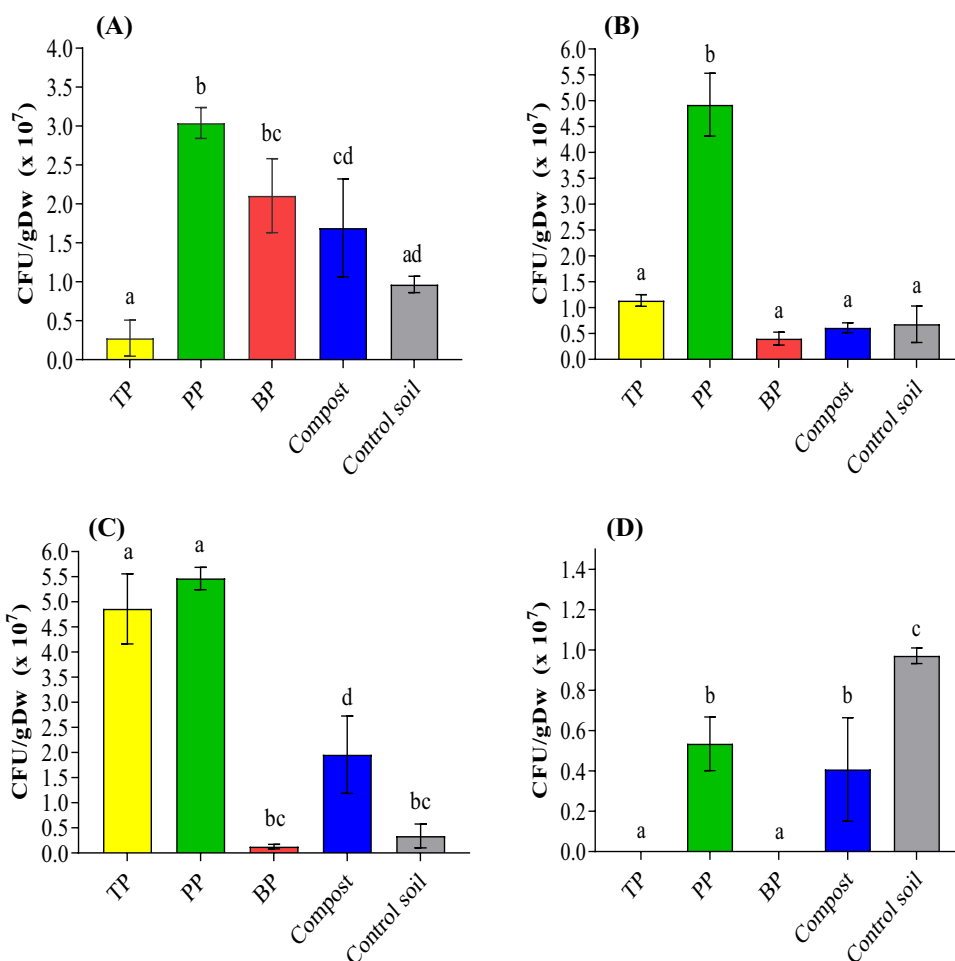 (A)
CFU/gDw (x 10⁷)
4.0
3.5
3.0
2.5
2.0
1.5
1.0
0.5
0.0
a
b
bc
cd
ad
TP
PP
BP
Compost
Control soil
(B)
CFU/gDw (x 10⁷)
6.0
5.5
5.0
4.5
4.0
3.5
3.0
2.5
2.0
1.5
1.0
0.5
0.0
a
b
a
a
a
TP
PP
BP
Compost
Control soil
(C)
CFU/gDw (x 10⁷)
6.0
5.5
5.0
4.5
4.0
3.5
3.0
2.5
2.0
1.5
1.0
0.5
0.0
a
a
bc
d
bc
TP
PP
BP
Compost
Control soil
(D)
CFU/gDw (x 10⁷)
1.4
1.2
1.0
0.8
0.6
0.4
0.2
0.0
a
b
a
b
c
TP
PP
BP
Compost
Control soil